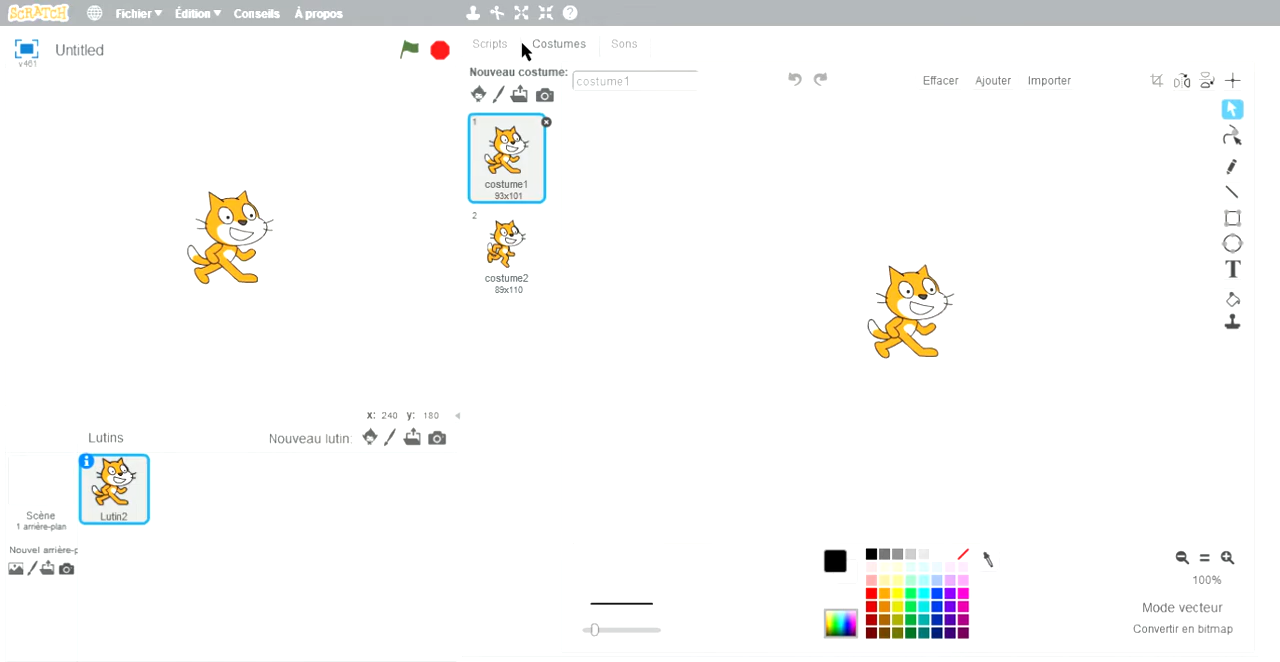 SCRATCH
Fichier Édition Conseils À propos
v461
Untitled
Scripts Costumes Sons
Nouveau costume:
costume1
Effacer Ajouter Importer
1
costume1
93x101
2
costume2
89x110
x: 240 y: 180
Lutins
Nouveau lutin:
Scène
1 arrière-plan
Lutin2
Nouvel arrière-p
T
100%
Mode vecteur
Convertir en bitmap